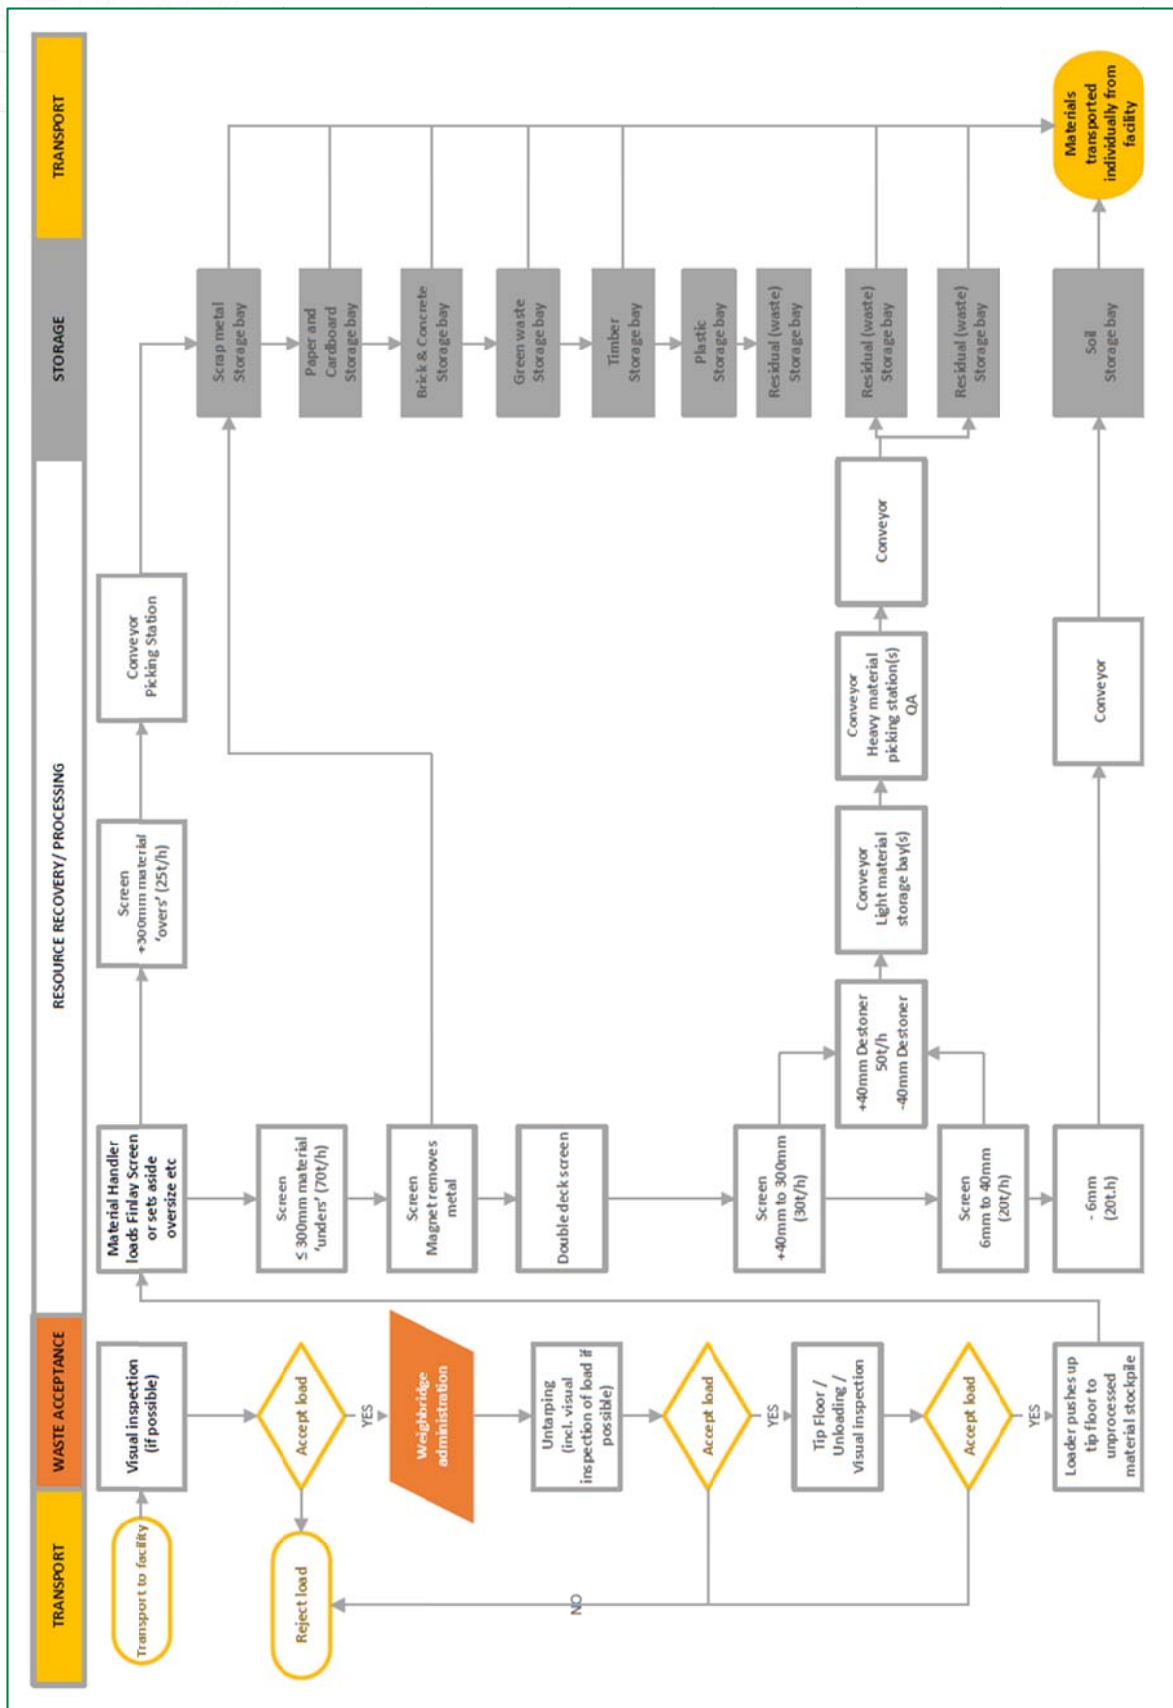 TRANSPORT
WASTE ACCEPTANCE
RESOURCE RECOVERY/ PROCESSING
STORAGE
TRANSPORT
Transport to facility
Visual inspection
(if possible)
Accept load
YES
Reject load
NO
Weighbridge
administration
Untarping
(incl. visual
inspection of load if
possible)
Accept load
YES
Tip Floor /
Unloading /
Visual inspection
Accept load
YES
Loader pushes up
tip floor to
unprocessed
material stockpile
Material Handler
loads Finlay Screen
or sets aside
oversize etc
Screen
+300mm material
'overs' (25t/h)
Conveyor
Picking Station
Screen
≤ 300mm material
'unders' (70t/h)
Screen
Magnet removes
metal
Double deck screen
Screen
+40mm to 300mm
(30t/h)
Screen
6mm to 40mm
(20t/h)
- 6mm
(20t.h)
+40mm Destoner
50t/h
-40mm Destoner
Conveyor
Light material
storage bay(s)
Conveyor
Heavy material
picking station(s)
QA
Conveyor
Conveyor
Scrap metal
Storage bay
Paper and
Cardboard
Storage bay
Brick & Concrete
Storage bay
Green waste
Storage bay
Timber
Storage bay
Plastic
Storage bay
Residual (waste)
Storage bay
Residual (waste)
Storage bay
Residual (waste)
Storage bay
Soil
Storage bay
Materials
transported
individually from
facility